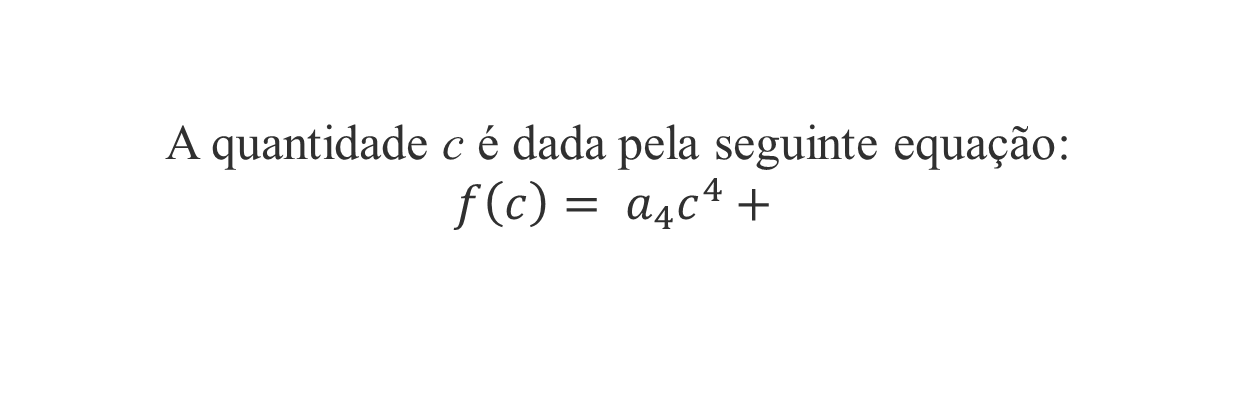 A quantidade c é dada pela seguinte equação:
f(c) = a₄c⁴ +